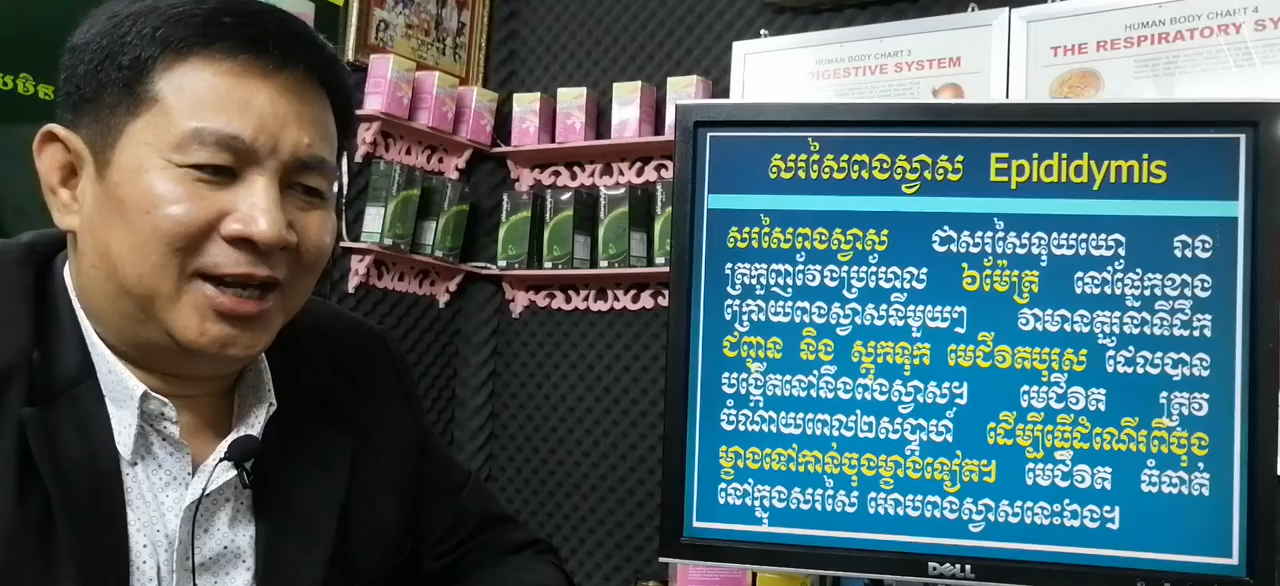 HUMAN BODY CHART 3
DIGESTIVE SYSTEM
HUMAN BODY CHART 4
THE RESPIRATORY SY
សរសៃពងស្វាស Epididymis
សរសៃពងស្វាស ជាសរសៃទុយយោ រាង
ត្រកួញវែងប្រហែល ៦ម៉ែត្រ នៅផ្នែកខាង
ក្រោយពងស្វាសនីមួយៗ វាមានតួរនាទីដឹក
ជញ្ជូន និង ស្តុកទុក មេជីវិតបុរស ដែលបាន
បង្កើតនៅនឹងពងស្វាស។ មេជីវិត ត្រូវ
ចំណាយពេល២សប្តាហ៍ ដើម្បីធ្វើដំណើរពីចុង
ម្ខាងទៅកាន់ចុងម្ខាងទៀត។ មេជីវិត ធំធាត់
នៅក្នុងសរសៃ អោបពងស្វាសនេះឯង។
DELL